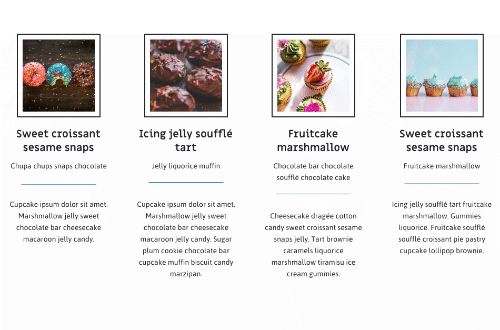 Sweet croissant
sesame snaps
Chupa chups snaps chocolate
Cupcake ipsum dolor sit amet.
Marshmallow jelly sweet
chocolate bar cheesecake
macaroon jelly candy.
Icing jelly soufflé
tart
Jelly liquorice muffin
Cupcake ipsum dolor sit amet.
Marshmallow jelly sweet
chocolate bar cheesecake
macaroon jelly candy. Sugar
plum cookie chocolate bar
cupcake muffin biscuit candy
marzipan.
Fruitcake
marshmallow
Chocolate bar chocolate
soufflé chocolate cake
Cheesecake dragée cotton
candy sweet croissant sesame
snaps jelly. Tart brownie
caramels liquorice
marshmallow tiramisu ice
cream gummies.
Sweet croissant
sesame snaps
Fruitcake marshmallow
Icing jelly soufflé tart fruitcake
marshmallow. Gummies
liquorice. Fruitcake soufflé
soufflé croissant pie pastry
cupcake lollipop brownie.